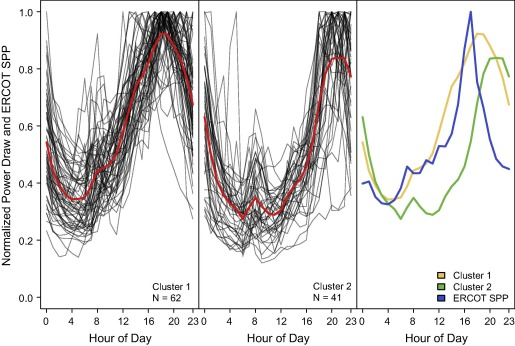 Normalized Power Draw and ERCOT SPP
1.0
0.8
0.6
0.4
0.2
0.0
Cluster 1
N = 62
Cluster 2
N = 41
Cluster 1
Cluster 2
ERCOT SPP
0 4 8 12 16 20 23 0 4 8 12 16 20 23 0 4 8 12 16 20 23
Hour of Day Hour of Day Hour of Day